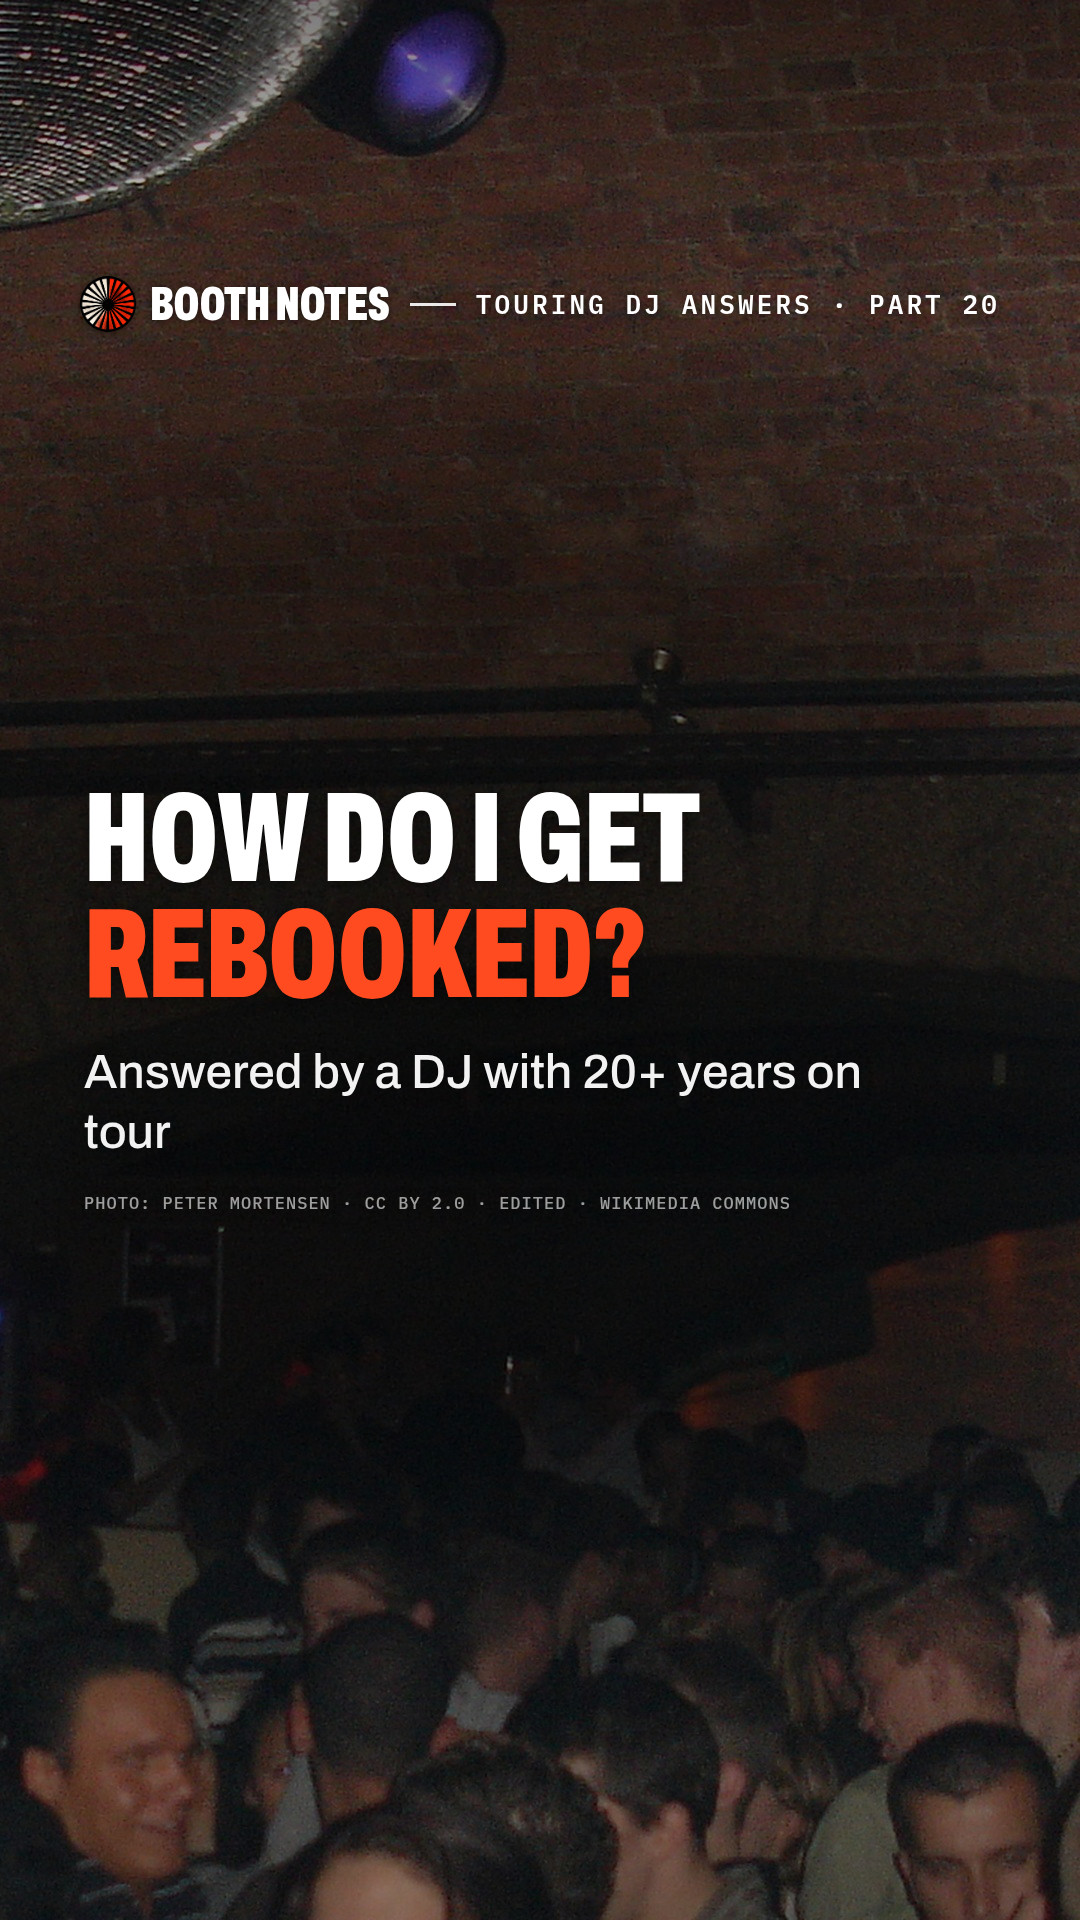 BOOTH NOTES — TOURING DJ ANSWERS · PART 20
HOW DO I GET
REBOOKED?
Answered by a DJ with 20+ years on
tour
PHOTO: PETER MORTENSEN · CC BY 2.0 · EDITED · WIKIMEDIA COMMONS